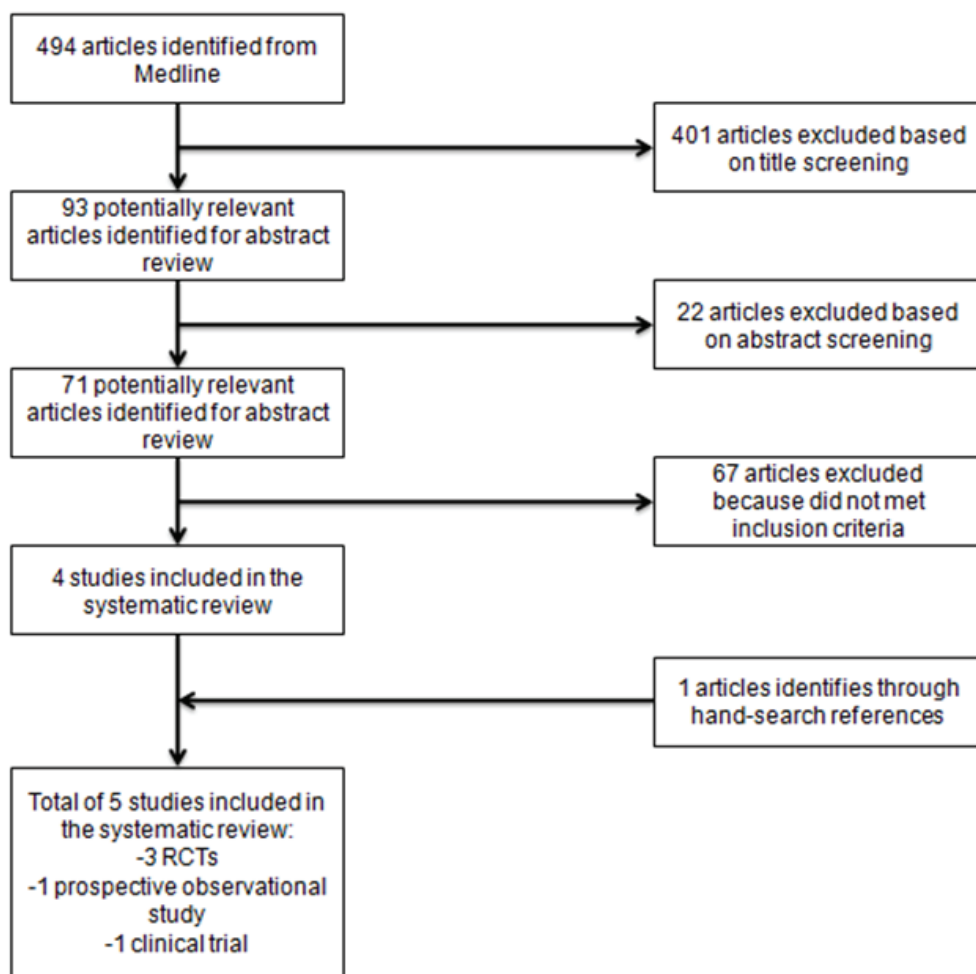 494 articles identified from
Medline
401 articles excluded based
on title screening
93 potentially relevant
articles identified for abstract
review
22 articles excluded based
on abstract screening
71 potentially relevant
articles identified for abstract
review
67 articles excluded
because did not met
inclusion criteria
4 studies included in the
systematic review
1 articles identifies through
hand-search references
Total of 5 studies included in
the systematic review:
-3 RCTs
-1 prospective observational
study
-1 clinical trial